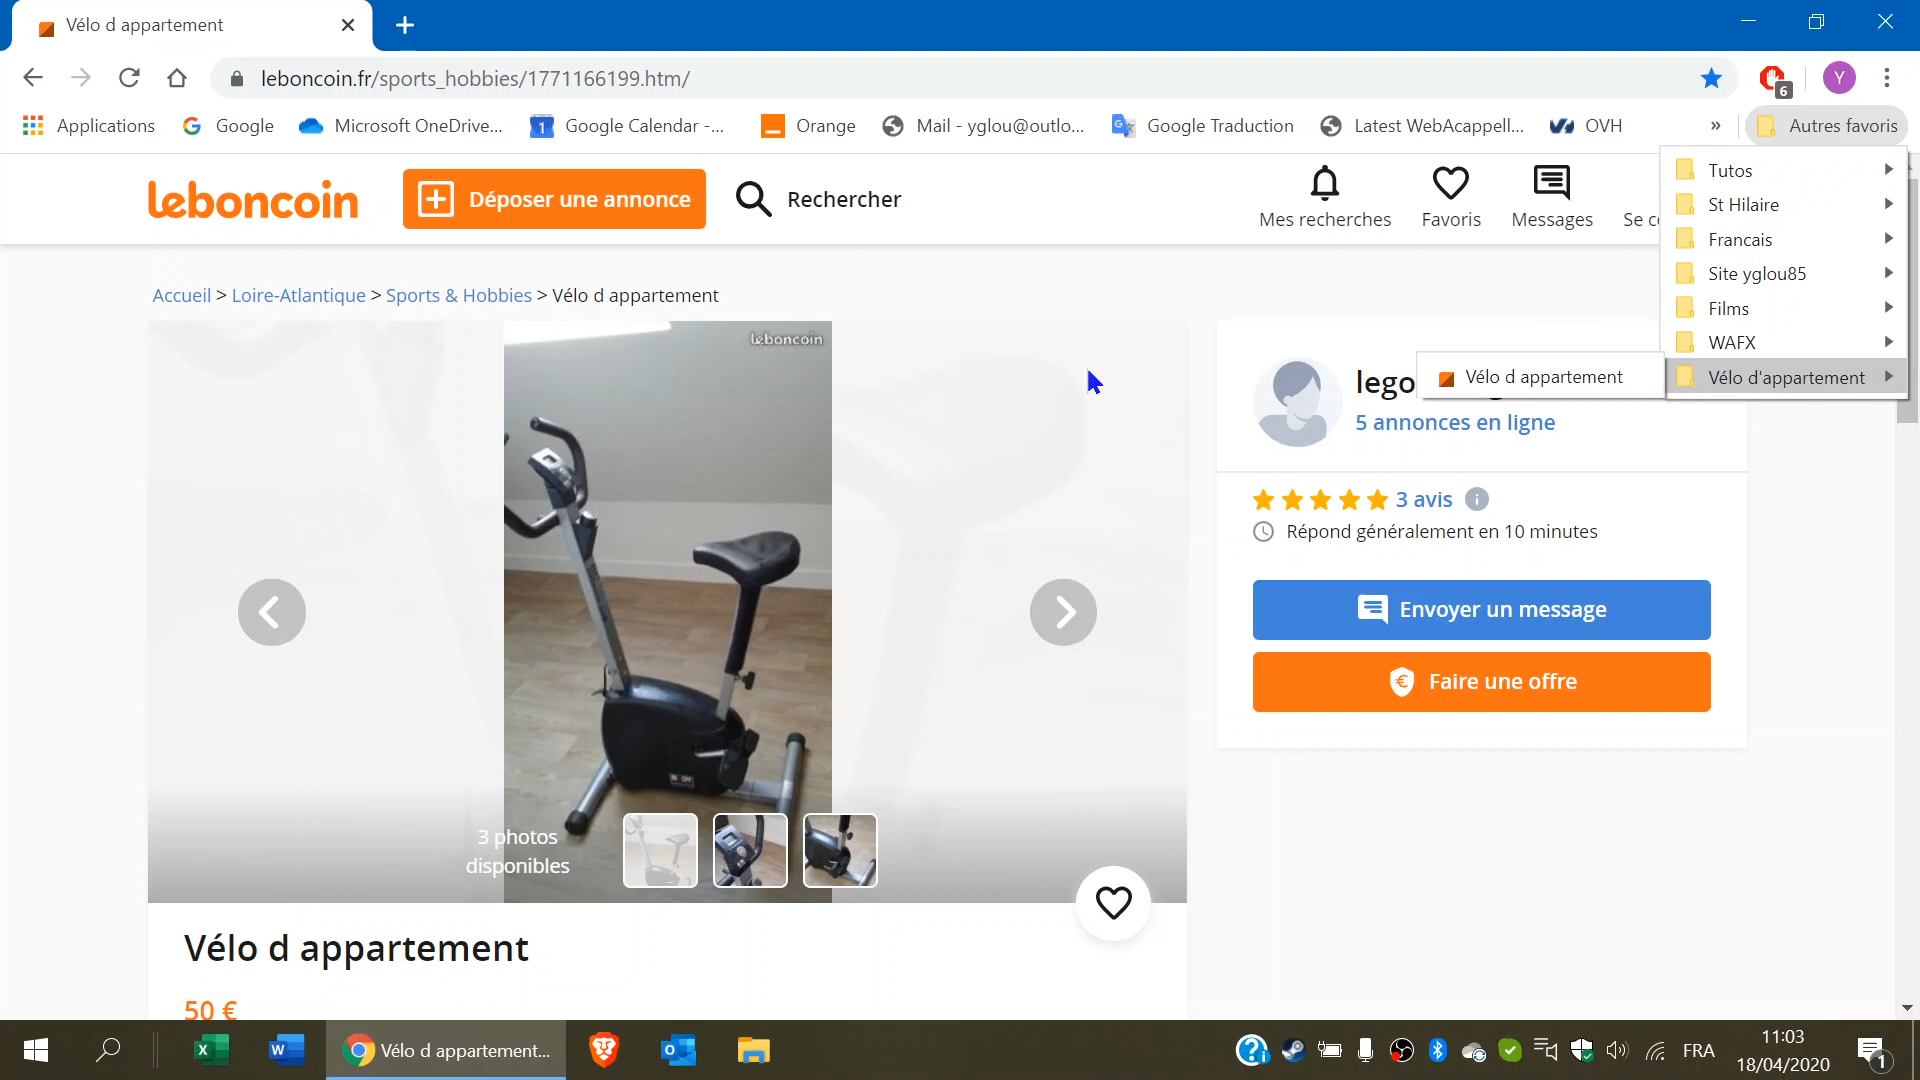 Vélo d appartement
leboncoin.fr/sports_hobbies/1771166199.htm/
6
Y
Applications
Google
Microsoft OneDrive...
1
Google Calendar -...
Orange
Mail - yglou@outlo...
Google Traduction
Latest WebAcappell...
OVH
»
Autres favoris
leboncoin
Déposer une annonce
Rechercher
Mes recherches
Favoris
Messages
Se c
Tutos
St Hilaire
Francais
Site yglou85
Films
WAFX
Vélo d'appartement
Vélo d appartement
Accueil > Loire-Atlantique > Sports & Hobbies > Vélo d appartement
leboncoin
lego
5 annonces en ligne
3 avis
Répond généralement en 10 minutes
Envoyer un message
Faire une offre
3 photos
disponibles
Vélo d appartement
50 €
Vélo d appartement...
FRA
11:03
18/04/2020
1